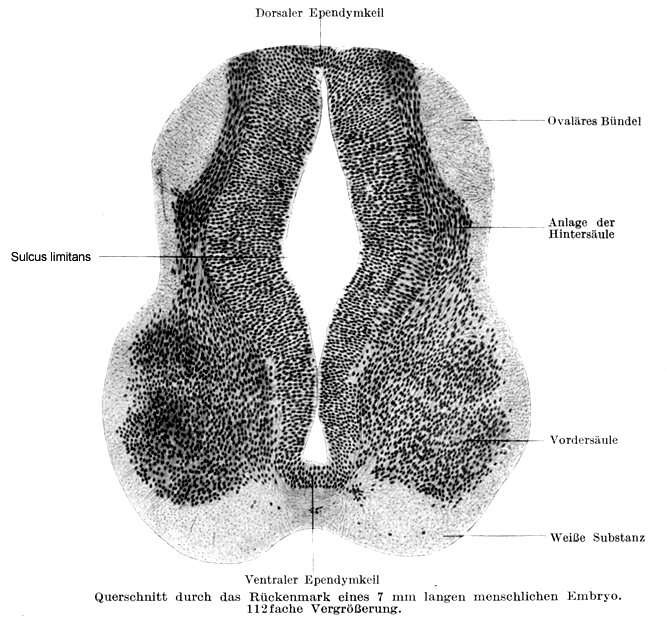 Dorsaler Ependymkeil
Ovaläres Bündel
Anlage der
Hintersäule
Sulcus limitans
Vordersäule
Weiße Substanz
Ventraler Ependymkeil
Querschnitt durch das Rückenmark eines 7 mm langen menschlichen Embryo.
112fache Vergrößerung.